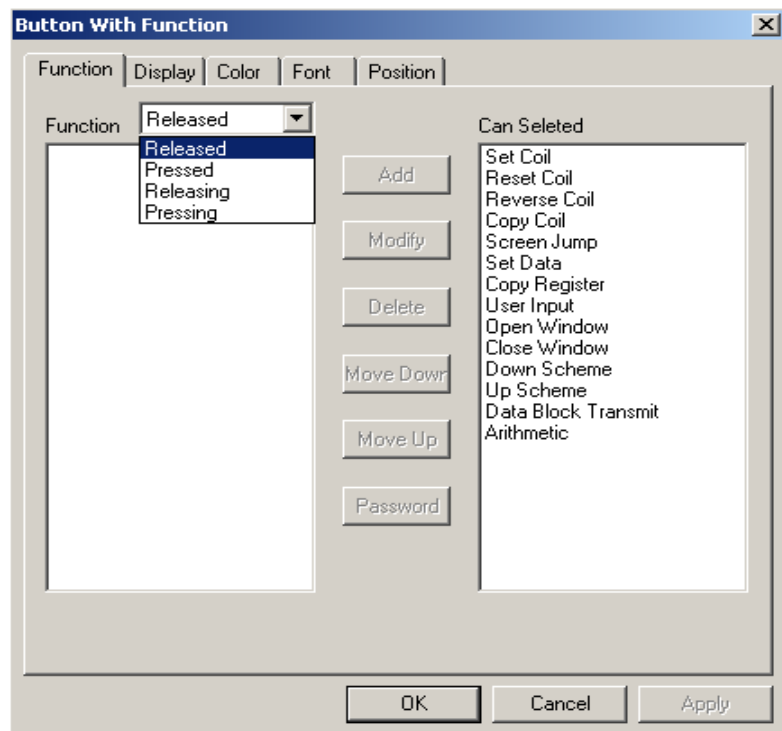 Button With Function
Function Display Color Font Position
Function Released Can Seleted
Released
Pressed
Releasing
Pressing
Add
Modify
Delete
Move Down
Move Up
Password
Set Coil
Reset Coil
Reverse Coil
Copy Coil
Screen Jump
Set Data
Copy Register
User Input
Open Window
Close Window
Down Scheme
Up Scheme
Data Block Transmit
Arithmetic
OK Cancel Apply